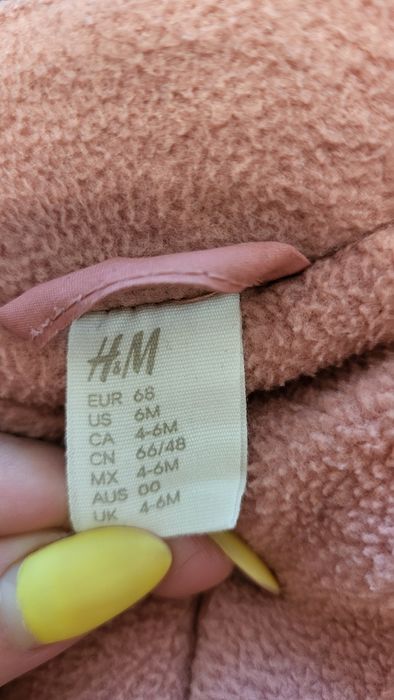 H&M
EUR 68
US 6M
CA 4-6M
CN 66/48
MX 4-6M
AUS 00
UK 4-6M